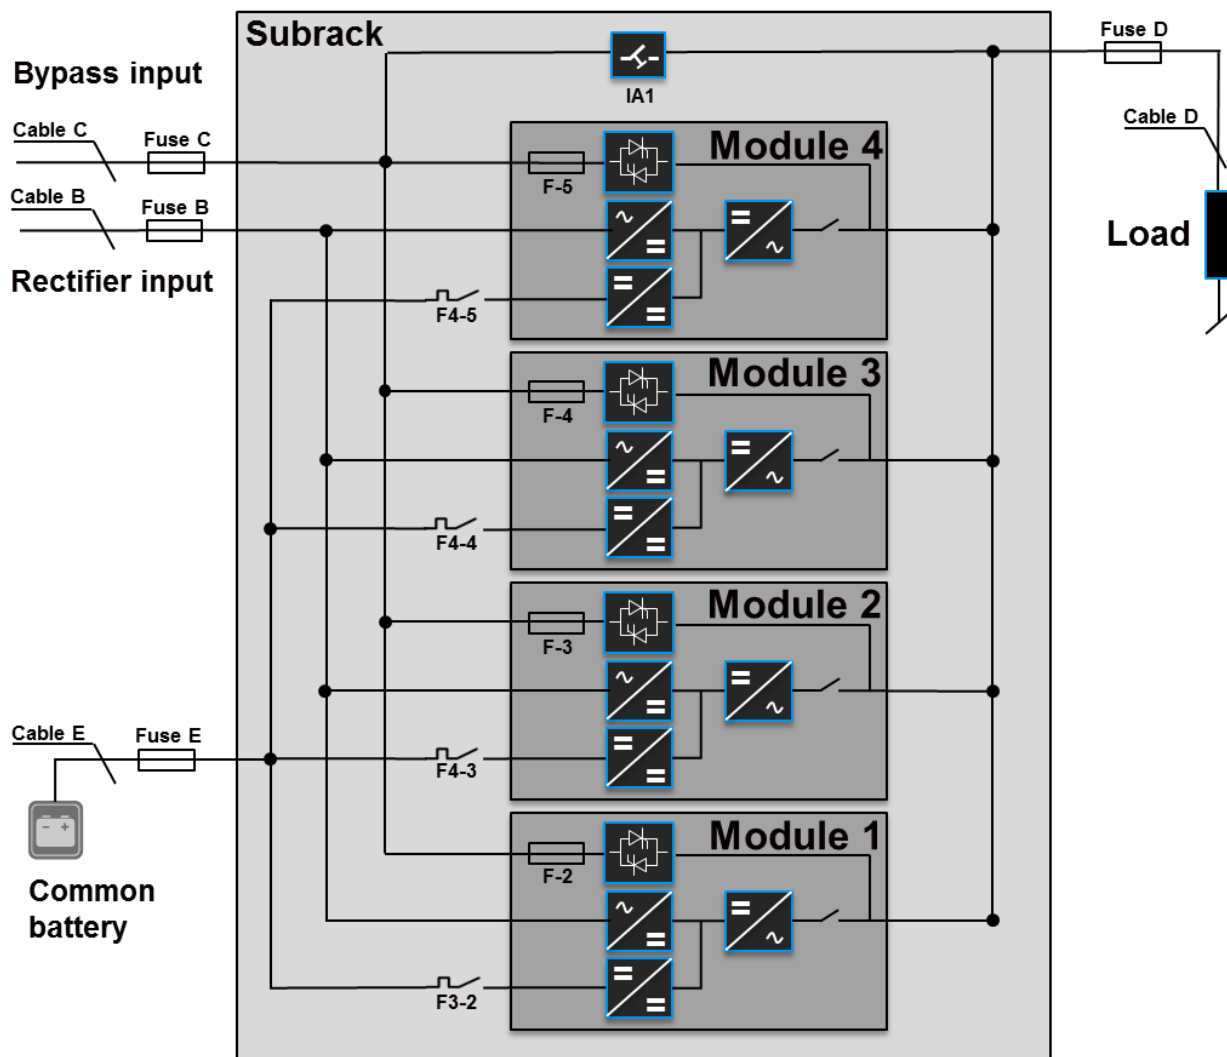 Subrack
Fuse D
Bypass input
IA1
Cable C
Fuse C
Cable D
Module 4
F-5
Cable B
Fuse B
Load
Rectifier input
F4-5
Module 3
F-4
F4-4
Module 2
F-3
Cable E
Fuse E
F4-3
Module 1
F-2
Common
battery
F3-2